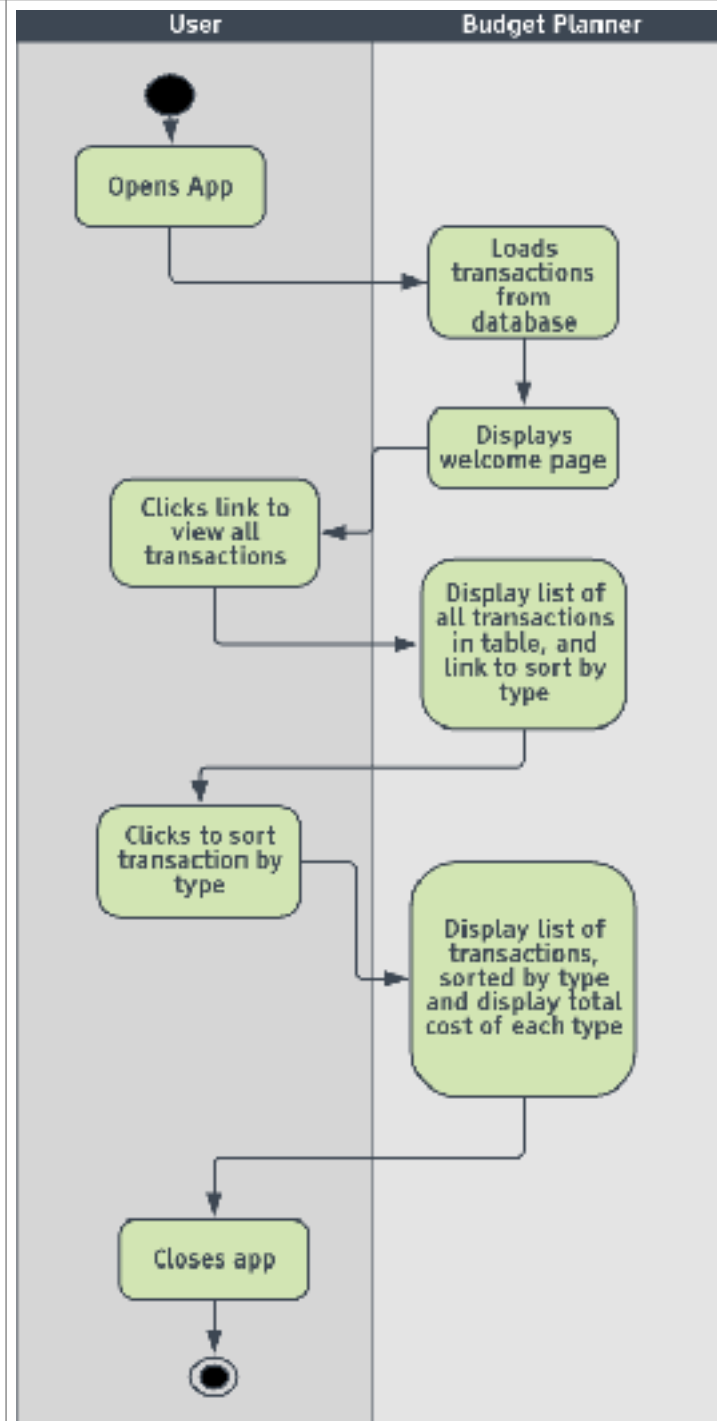 User
Budget Planner
Opens App
Loads
transactions
from
database
Displays
welcome page
Clicks link to
view all
transactions
Display list of
all transactions
in table, and
link to sort by
type
Clicks to sort
transaction by
type
Display list of
transactions,
sorted by type
and display total
cost of each type
Closes app